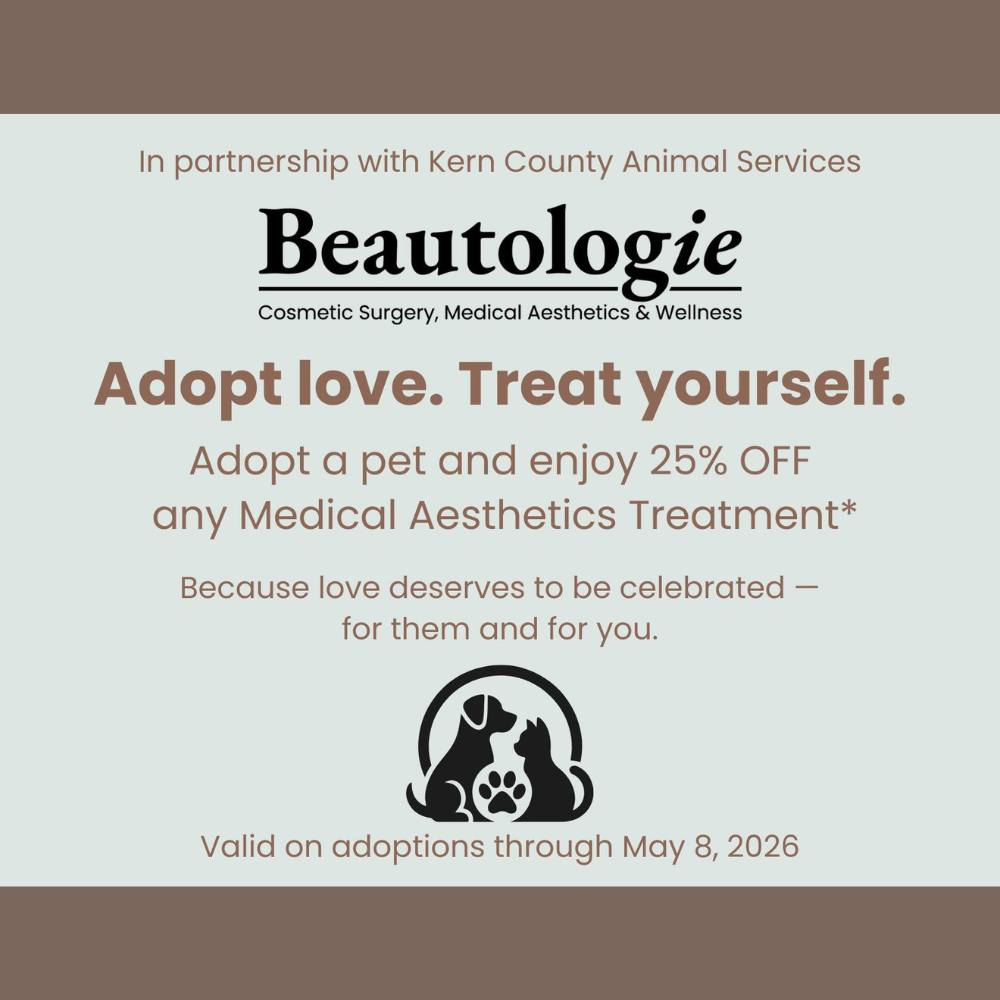 In partnership with Kern County Animal Services
Beautologie
Cosmetic Surgery, Medical Aesthetics & Wellness
Adopt love. Treat yourself.
Adopt a pet and enjoy 25% OFF
any Medical Aesthetics Treatment*
Because love deserves to be celebrated —
for them and for you.
Valid on adoptions through May 8, 2026